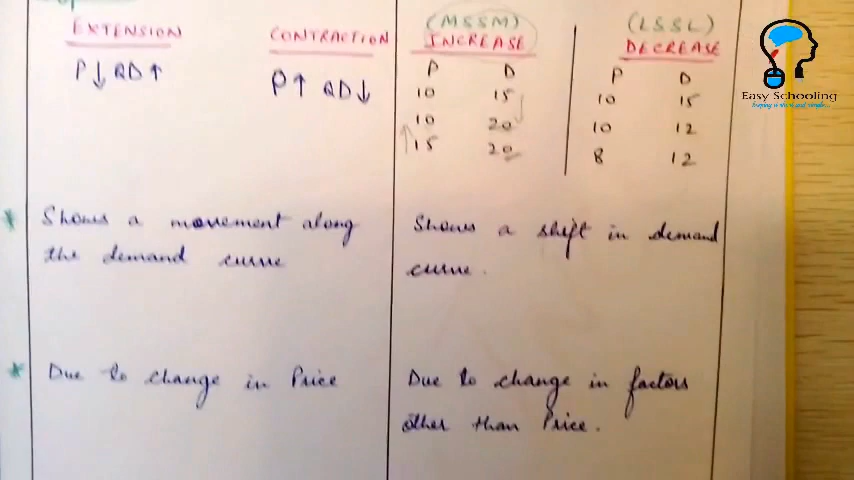 EXTENSION
P↓ QD↑
CONTRACTION
P↑ QD↓
(MSSM)
INCREASE
P D
10 15
10 20
15 20
(LSSL)
DECREASE
P D
10 15
10 12
8 12
Easy Schooling
* Shows a movement along
the demand curve
Shows a shift in demand
curve.
* Due to change in Price
Due to change in factors
other than Price.